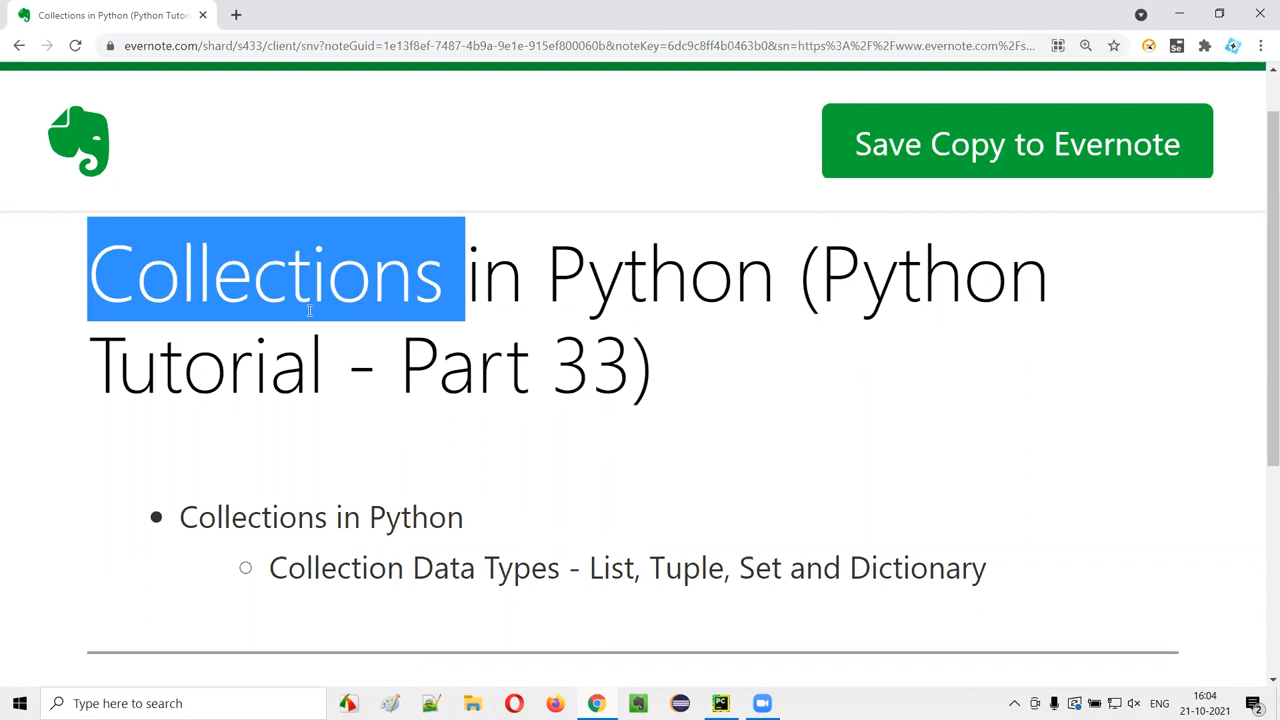 Collections in Python (Python Tutor
evernote.com/shard/s433/client/snv?noteGuid=1e13f8ef-7487-4b9a-9e1e-915ef800060b&noteKey=6dc9c8ff4b0463b0&sn=https%3A%2F%2Fwww.evernote.com%2Fs...
Save Copy to Evernote
Collections in Python (Python
Tutorial - Part 33)
Collections in Python
Collection Data Types - List, Tuple, Set and Dictionary
Type here to search
ENG
16:04
21-10-2021
2